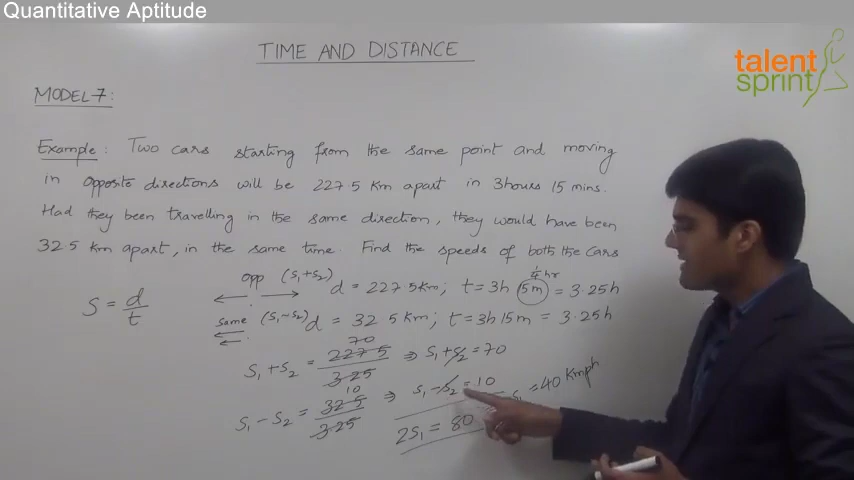 Quantitative Aptitude
TIME AND DISTANCE
talent
sprint
MODEL 7:
Example: Two cars starting from the same point and moving
in opposite directions will be 227.5 km apart in 3hours 15 mins.
Had they been travelling in the same direction, they would have been
32.5 km apart, in the same time. Find the speeds of both the cars
S = d/t
opp (S₁+S₂) d = 227.5km; t = 3h 15m = 3.25h
1/4 hr
same (S₁-S₂) d = 32.5 km; t = 3h 15m = 3.25h
S₁+S₂ = 227.5/3.25 70 ⇒ S₁+S₂ = 70
S₁-S₂ = 32.5/3.25 10 ⇒ S₁-S₂ = 10
2S₁ = 80 S₁ = 40 Kmph